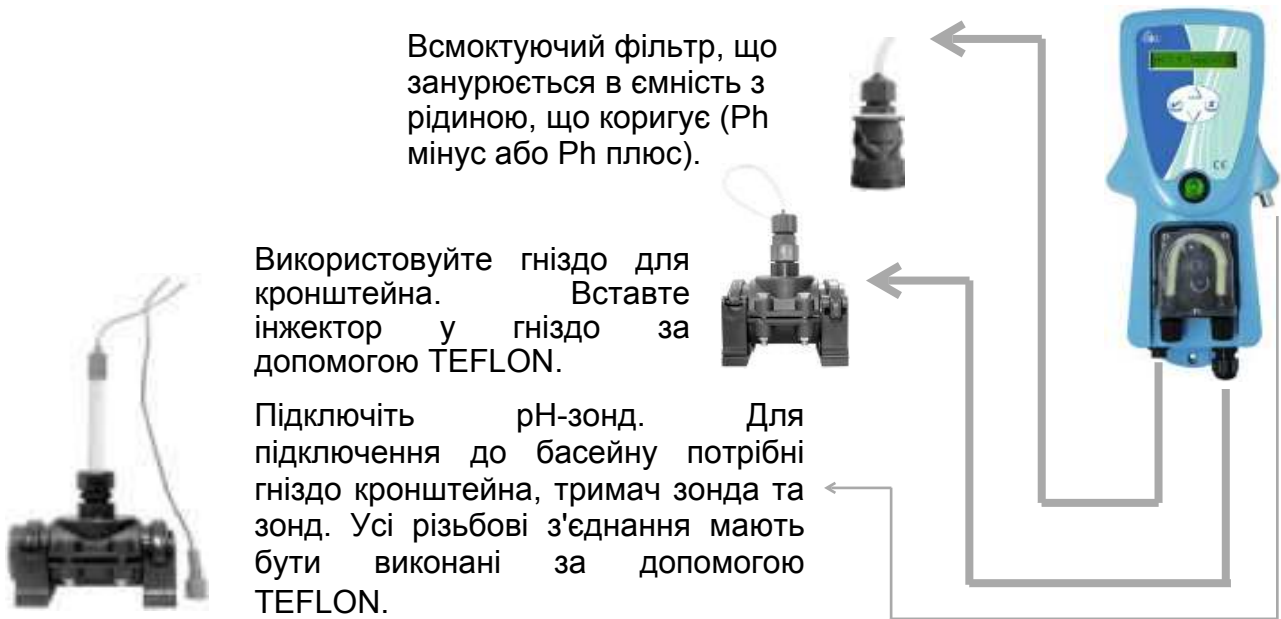 Всмоктуючий фільтр, що
занурюється в ємність з
рідиною, що коригує (Ph
мінус або Ph плюс).
Використовуйте гніздо для
кронштейна. Вставте
інжектор у гніздо за
допомогою TEFLON.
Підключіть pH-зонд. Для
підключення до басейну потрібні
гніздо кронштейна, тримач зонда та
зонд. Усі різьбові з'єднання мають
бути виконані за допомогою
TEFLON.
CE